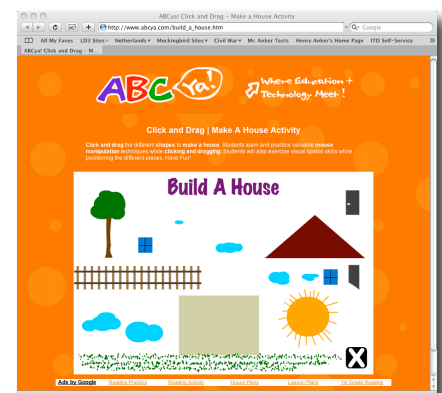 ABCya! Click and Drag – Make a House Activity
http://www.abcya.com/build_a_house.htm
Google
All My Faves LD3 Sites Netherlands Mockingbird Sites Civil War Mr. Anker Tests Henry Anker's Home Page ITD Self-Service
ABCya! Click and Drag – M...
ABC Ya!
Where Education +
Technology Meet !
Click and Drag | Make A House Activity
Click and drag the different shapes to make a house. Students learn and practice valuable mouse
manipulation techniques while clicking and dragging. Students will also exercise visual spatial skills while
positioning the different pieces. Have Fun!
Build A House
X
Ads by Google Reading Practice Reading Activity House Plans Lesson Plans 1st Grade Reading